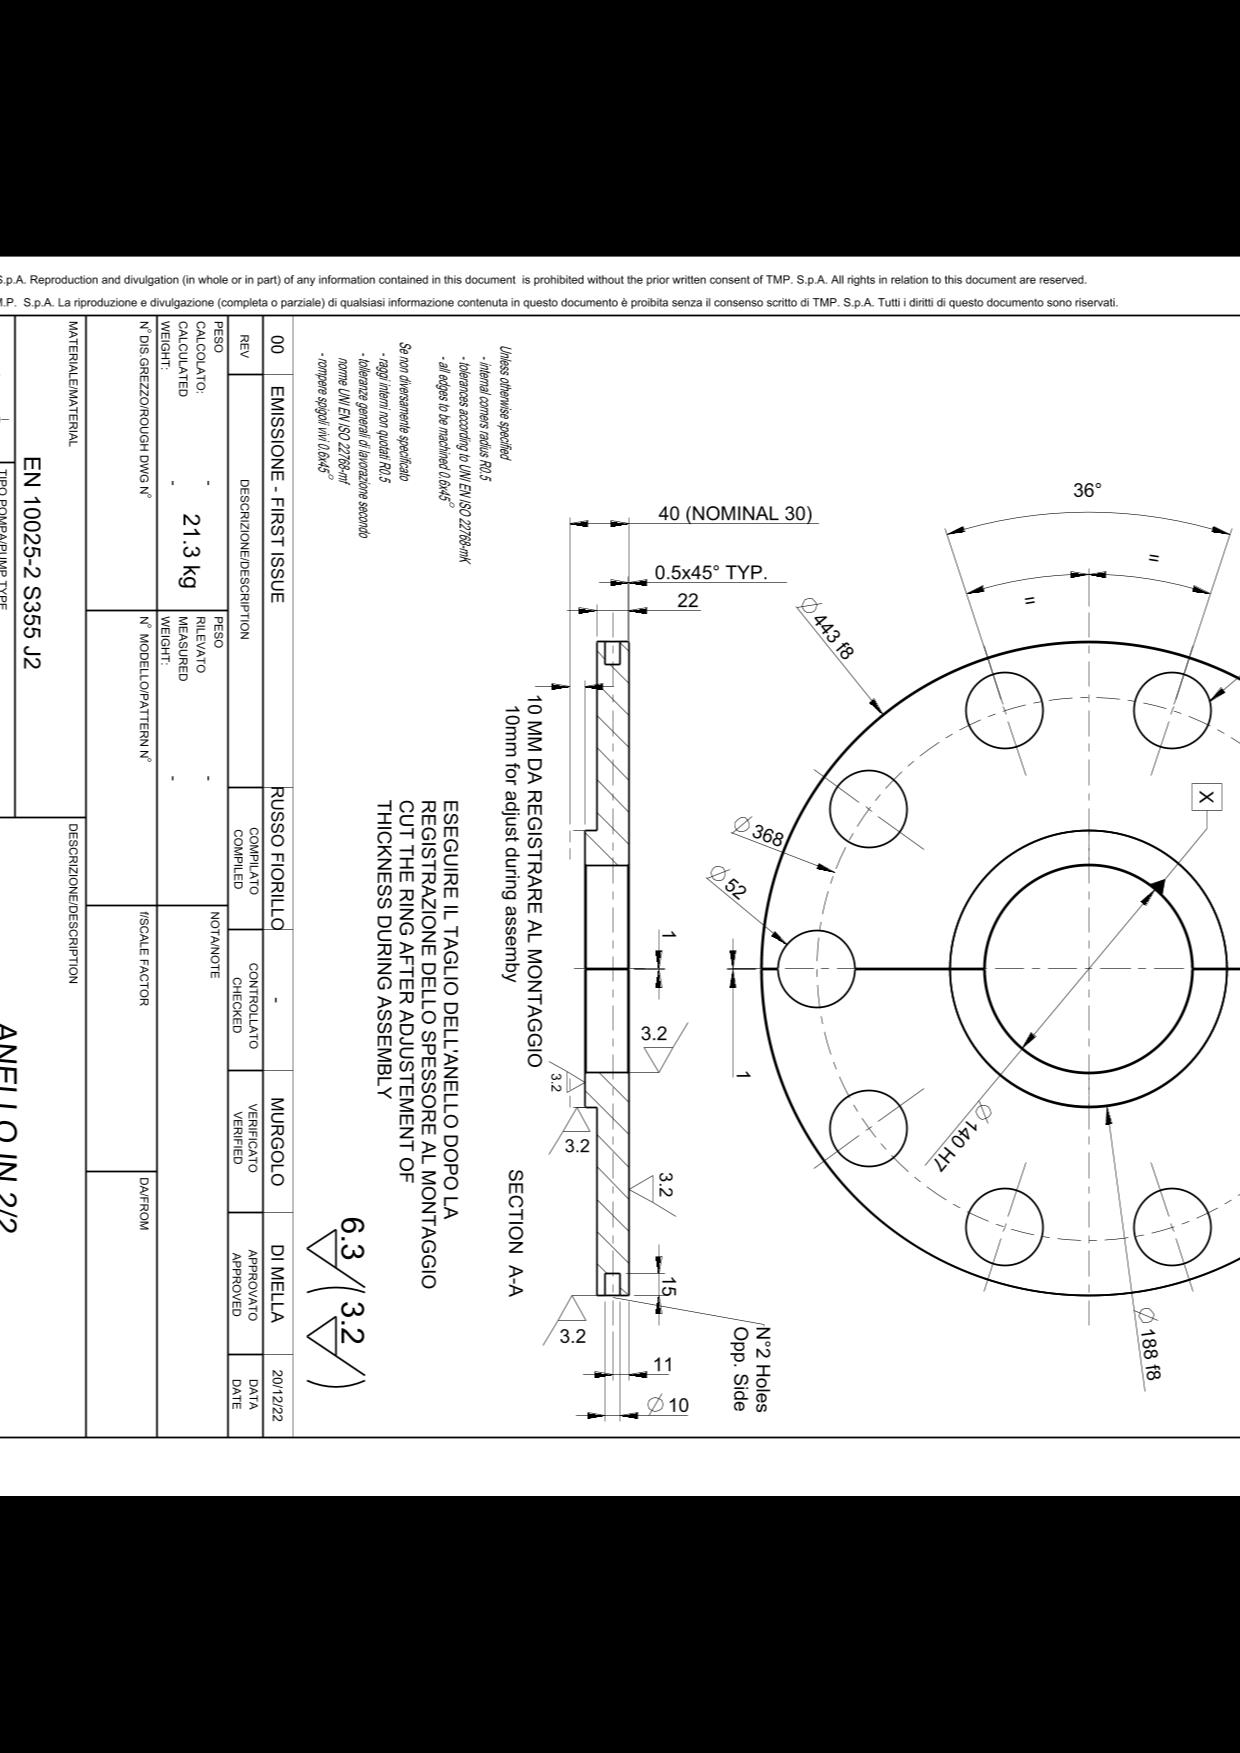 S.p.A. Reproduction and divulgation (in whole or in part) of any information contained in this document is prohibited without the prior written consent of TMP. S.p.A. All rights in relation to this document are reserved.
M.P. S.p.A. La riproduzione e divulgazione (completa o parziale) di qualsiasi informazione contenuta in questo documento è proibita senza il consenso scritto di TMP. S.p.A. Tutti i diritti di questo documento sono riservati.
36°
=
=
Ø 443 f8
Ø 368
Ø 52
X
Ø 140 H7
Ø 188 f8
1
1
40 (NOMINAL 30)
0.5x45° TYP.
22
3.2
3.2
3.2
3.2
3.2
15
11
Ø 10
N°2 Holes
Opp. Side
10 MM DA REGISTRARE AL MONTAGGIO
10mm for adjust during assemby
SECTION A-A
Unless otherwise specified
- internal corners radius R0.5
- tolerances according to UNI EN ISO 22768-mK
- all edges to be machined 0.6x45°
Se non diversamente specificato
- raggi interni non quotati R0.5
- tolleranze generali di lavorazione secondo
norme UNI EN ISO 22768-mf
- rompere spigoli vivi 0.6x45°
ESEGUIRE IL TAGLIO DELL'ANELLO DOPO LA
REGISTRAZIONE DELLO SPESSORE AL MONTAGGIO
CUT THE RING AFTER ADJUSTEMENT OF
THICKNESS DURING ASSEMBLY
6.3 ( 3.2 )
00 EMISSIONE - FIRST ISSUE RUSSO FIORILLO - MURGOLO DI MELLA 20/12/22
REV DESCRIZIONE/DESCRIPTION COMPILATO CONTROLLATO VERIFICATO APPROVATO DATA
COMPILED CHECKED VERIFIED APPROVED DATE
PESO
CALCOLATO:
CALCULATED
WEIGHT:
-
21.3 kg
-
PESO
RILEVATO
MEASURED
WEIGHT:
-
-
NOTA/NOTE
N° DIS.GREZZO/ROUGH DWG N°
N° MODELLO/PATTERN N°
f/SCALE FACTOR
DA/FROM
MATERIALE/MATERIAL
EN 10025-2 S355 J2
DESCRIZIONE/DESCRIPTION
ANELLO IN 2/2
TIPO POMPA/PUMP TYPE